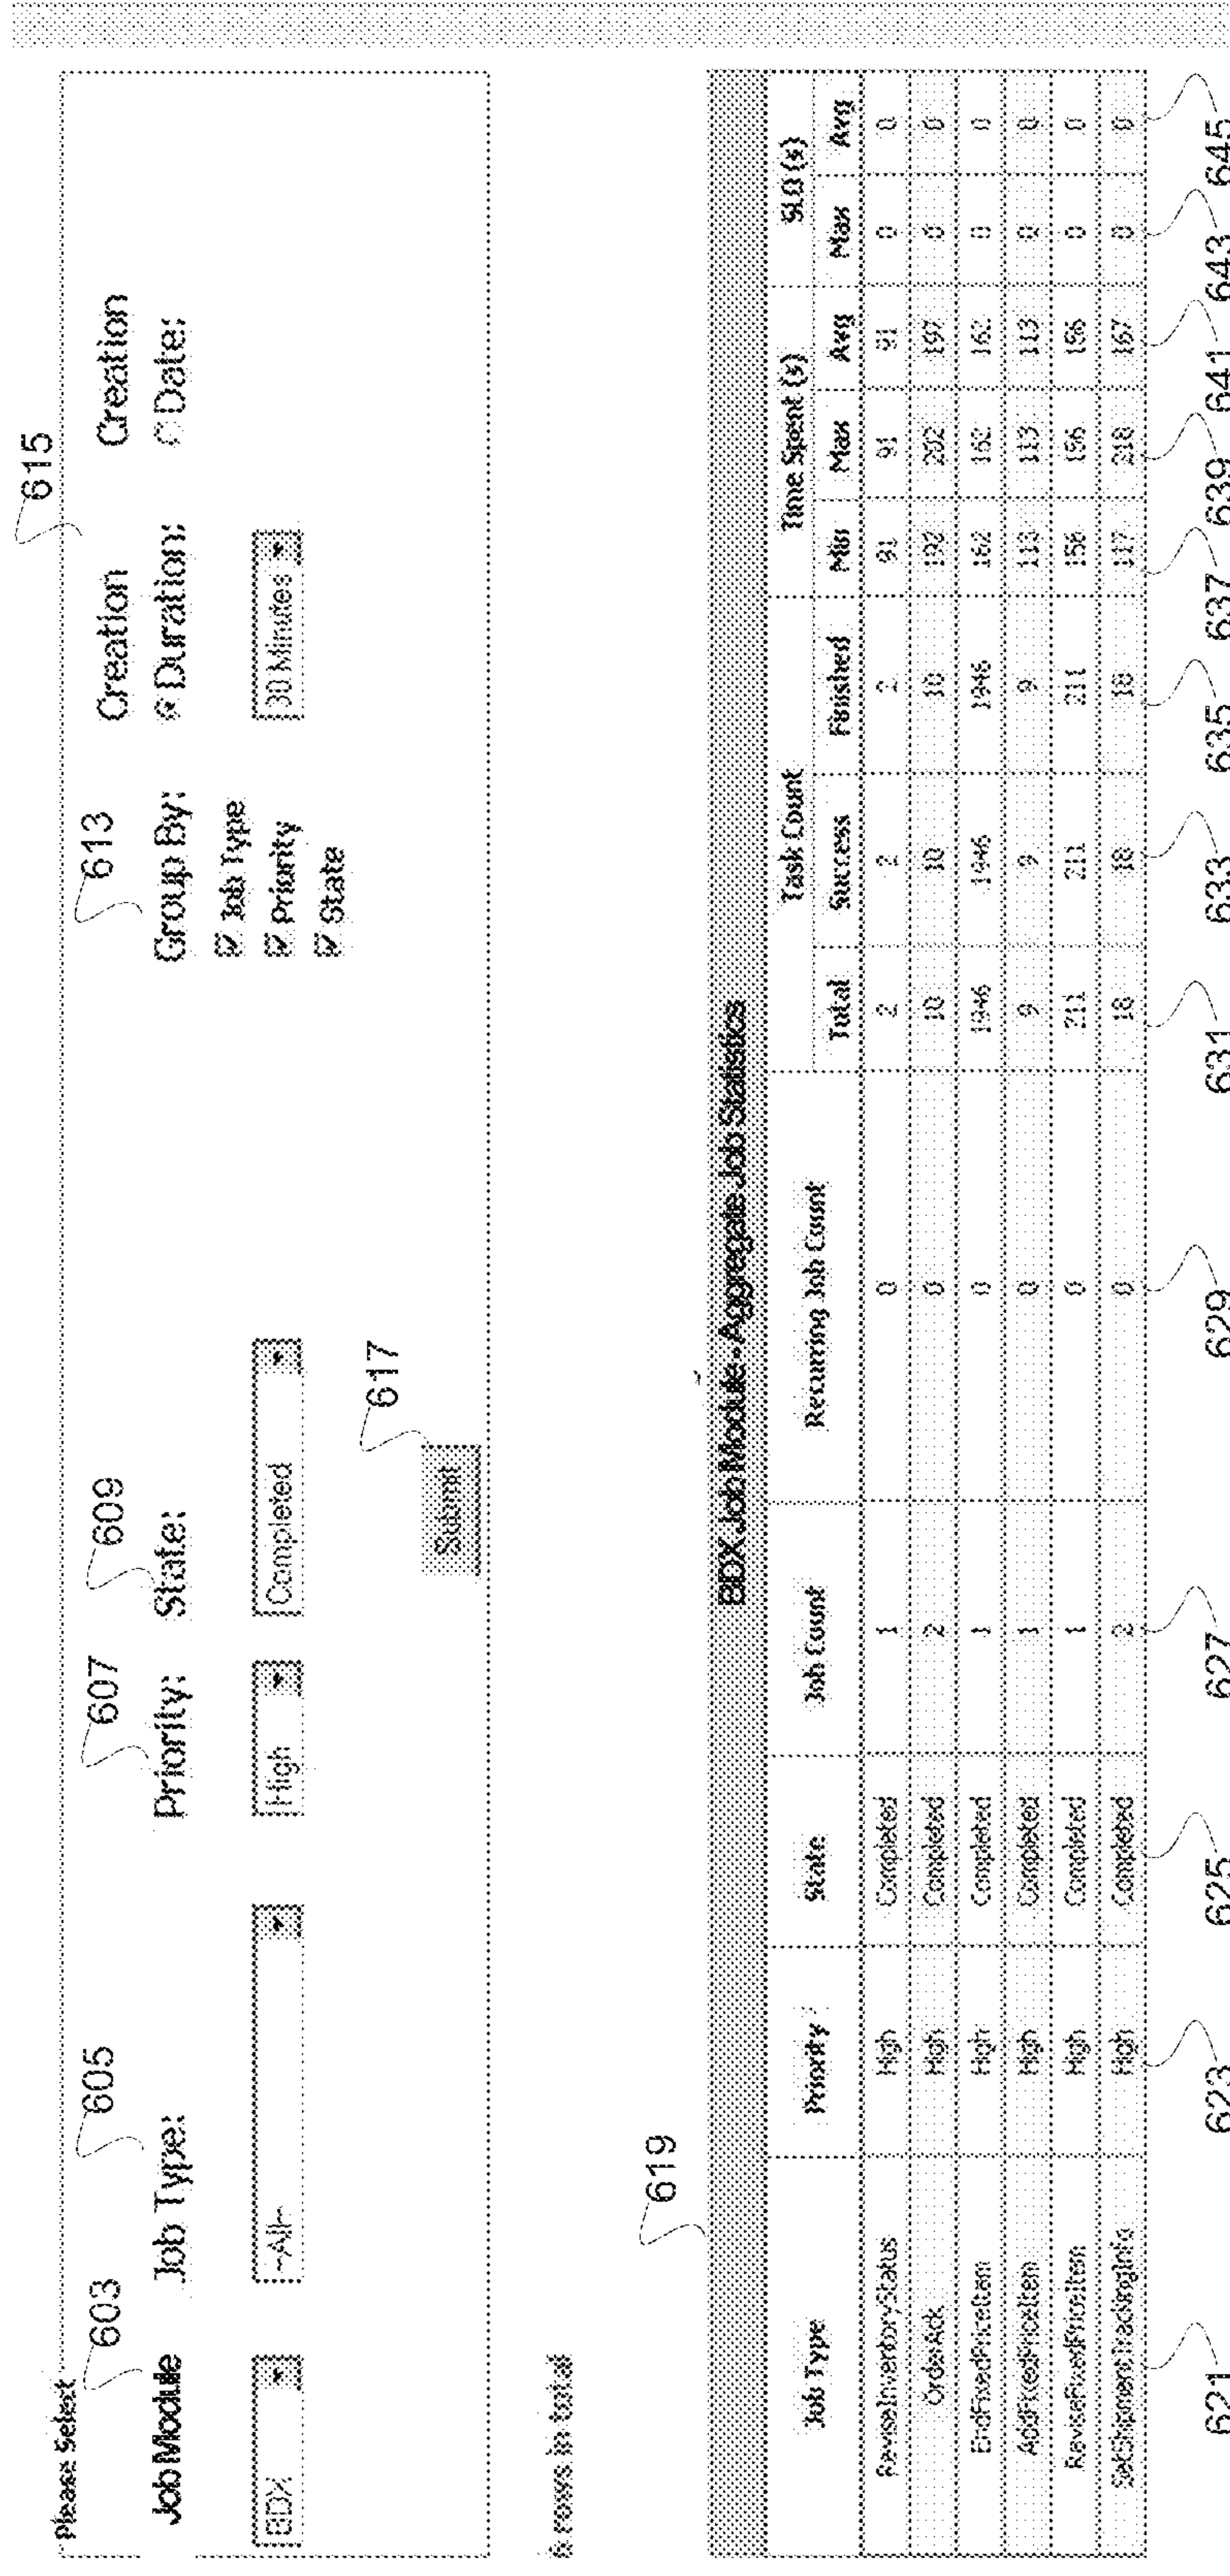 Please Select
603 605 607 609 613 615
Job Module Job Type: Priority: State: Group By: Creation Duration: Creation Date:
BDX ~All~ High Completed Job Type 30 Minutes
Priority
State
617
Submit
6 rows in total
619
BDX Job Module - Aggregate Job Statistics
Job Type Priority State Job Count Recurring Job Count Task Count Time Spent (s) SLO (s)
Total Success Finished Min Max Avg Max Avg
ReviseInventoryStatus High Completed 1 0 2 2 2 91 91 91 0 0
OrderAck High Completed 2 0 10 10 10 192 202 197 0 0
EndFixedPriceItem High Completed 1 0 1946 1946 1946 162 162 162 0 0
AddFixedPriceItem High Completed 1 0 9 9 9 113 113 113 0 0
ReviseFixedPriceItem High Completed 1 0 211 211 211 156 156 156 0 0
SetShipmentTrackingInfo High Completed 2 0 18 18 18 117 218 167 0 0
621 623 625 627 629 631 633 635 637 639 641 643 645